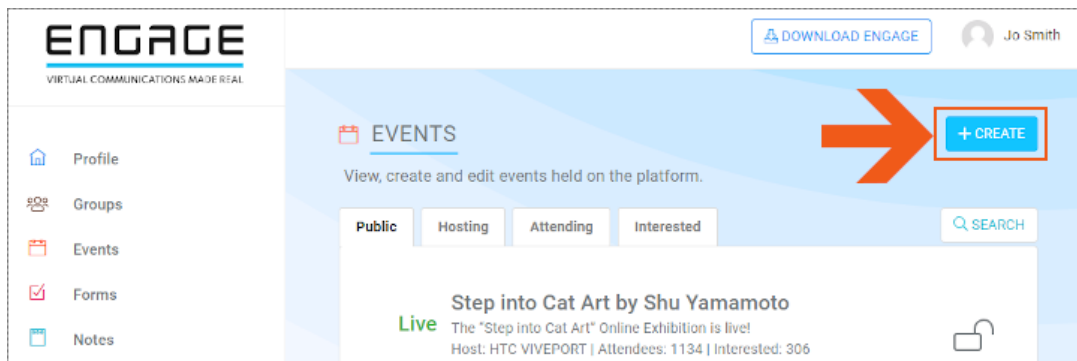 ENGAGE
VIRTUAL COMMUNICATIONS MADE REAL
DOWNLOAD ENGAGE
Jo Smith
Profile
Groups
Events
Forms
Notes
EVENTS
+ CREATE
View, create and edit events held on the platform.
Public
Hosting
Attending
Interested
SEARCH
Live
Step into Cat Art by Shu Yamamoto
The "Step into Cat Art" Online Exhibition is live!
Host: HTC VIVEPORT | Attendees: 1134 | Interested: 306